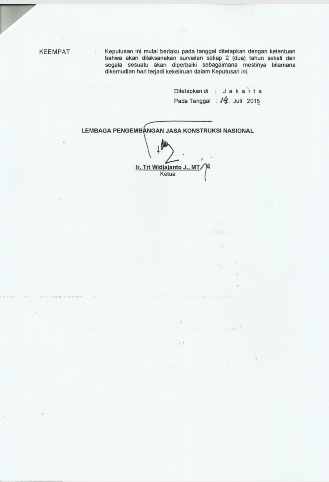 KEEMPAT : Keputusan ini mulai berlaku pada tanggal ditetapkan dengan ketentuan
bahwa akan dilaksanakan survailen setiap 2 (dua) tahun sekali dan
segala sesuatu akan diperbaiki sebagaimana mestinya bilamana
dikemudian hari terjadi kekeliruan dalam Keputusan ini.
Ditetapkan di : J a k a r t a
Pada Tanggal : Juli 2015
LEMBAGA PENGEMBANGAN JASA KONSTRUKSI NASIONAL
Ir. Tri Widjajanto J., MT
Ketua